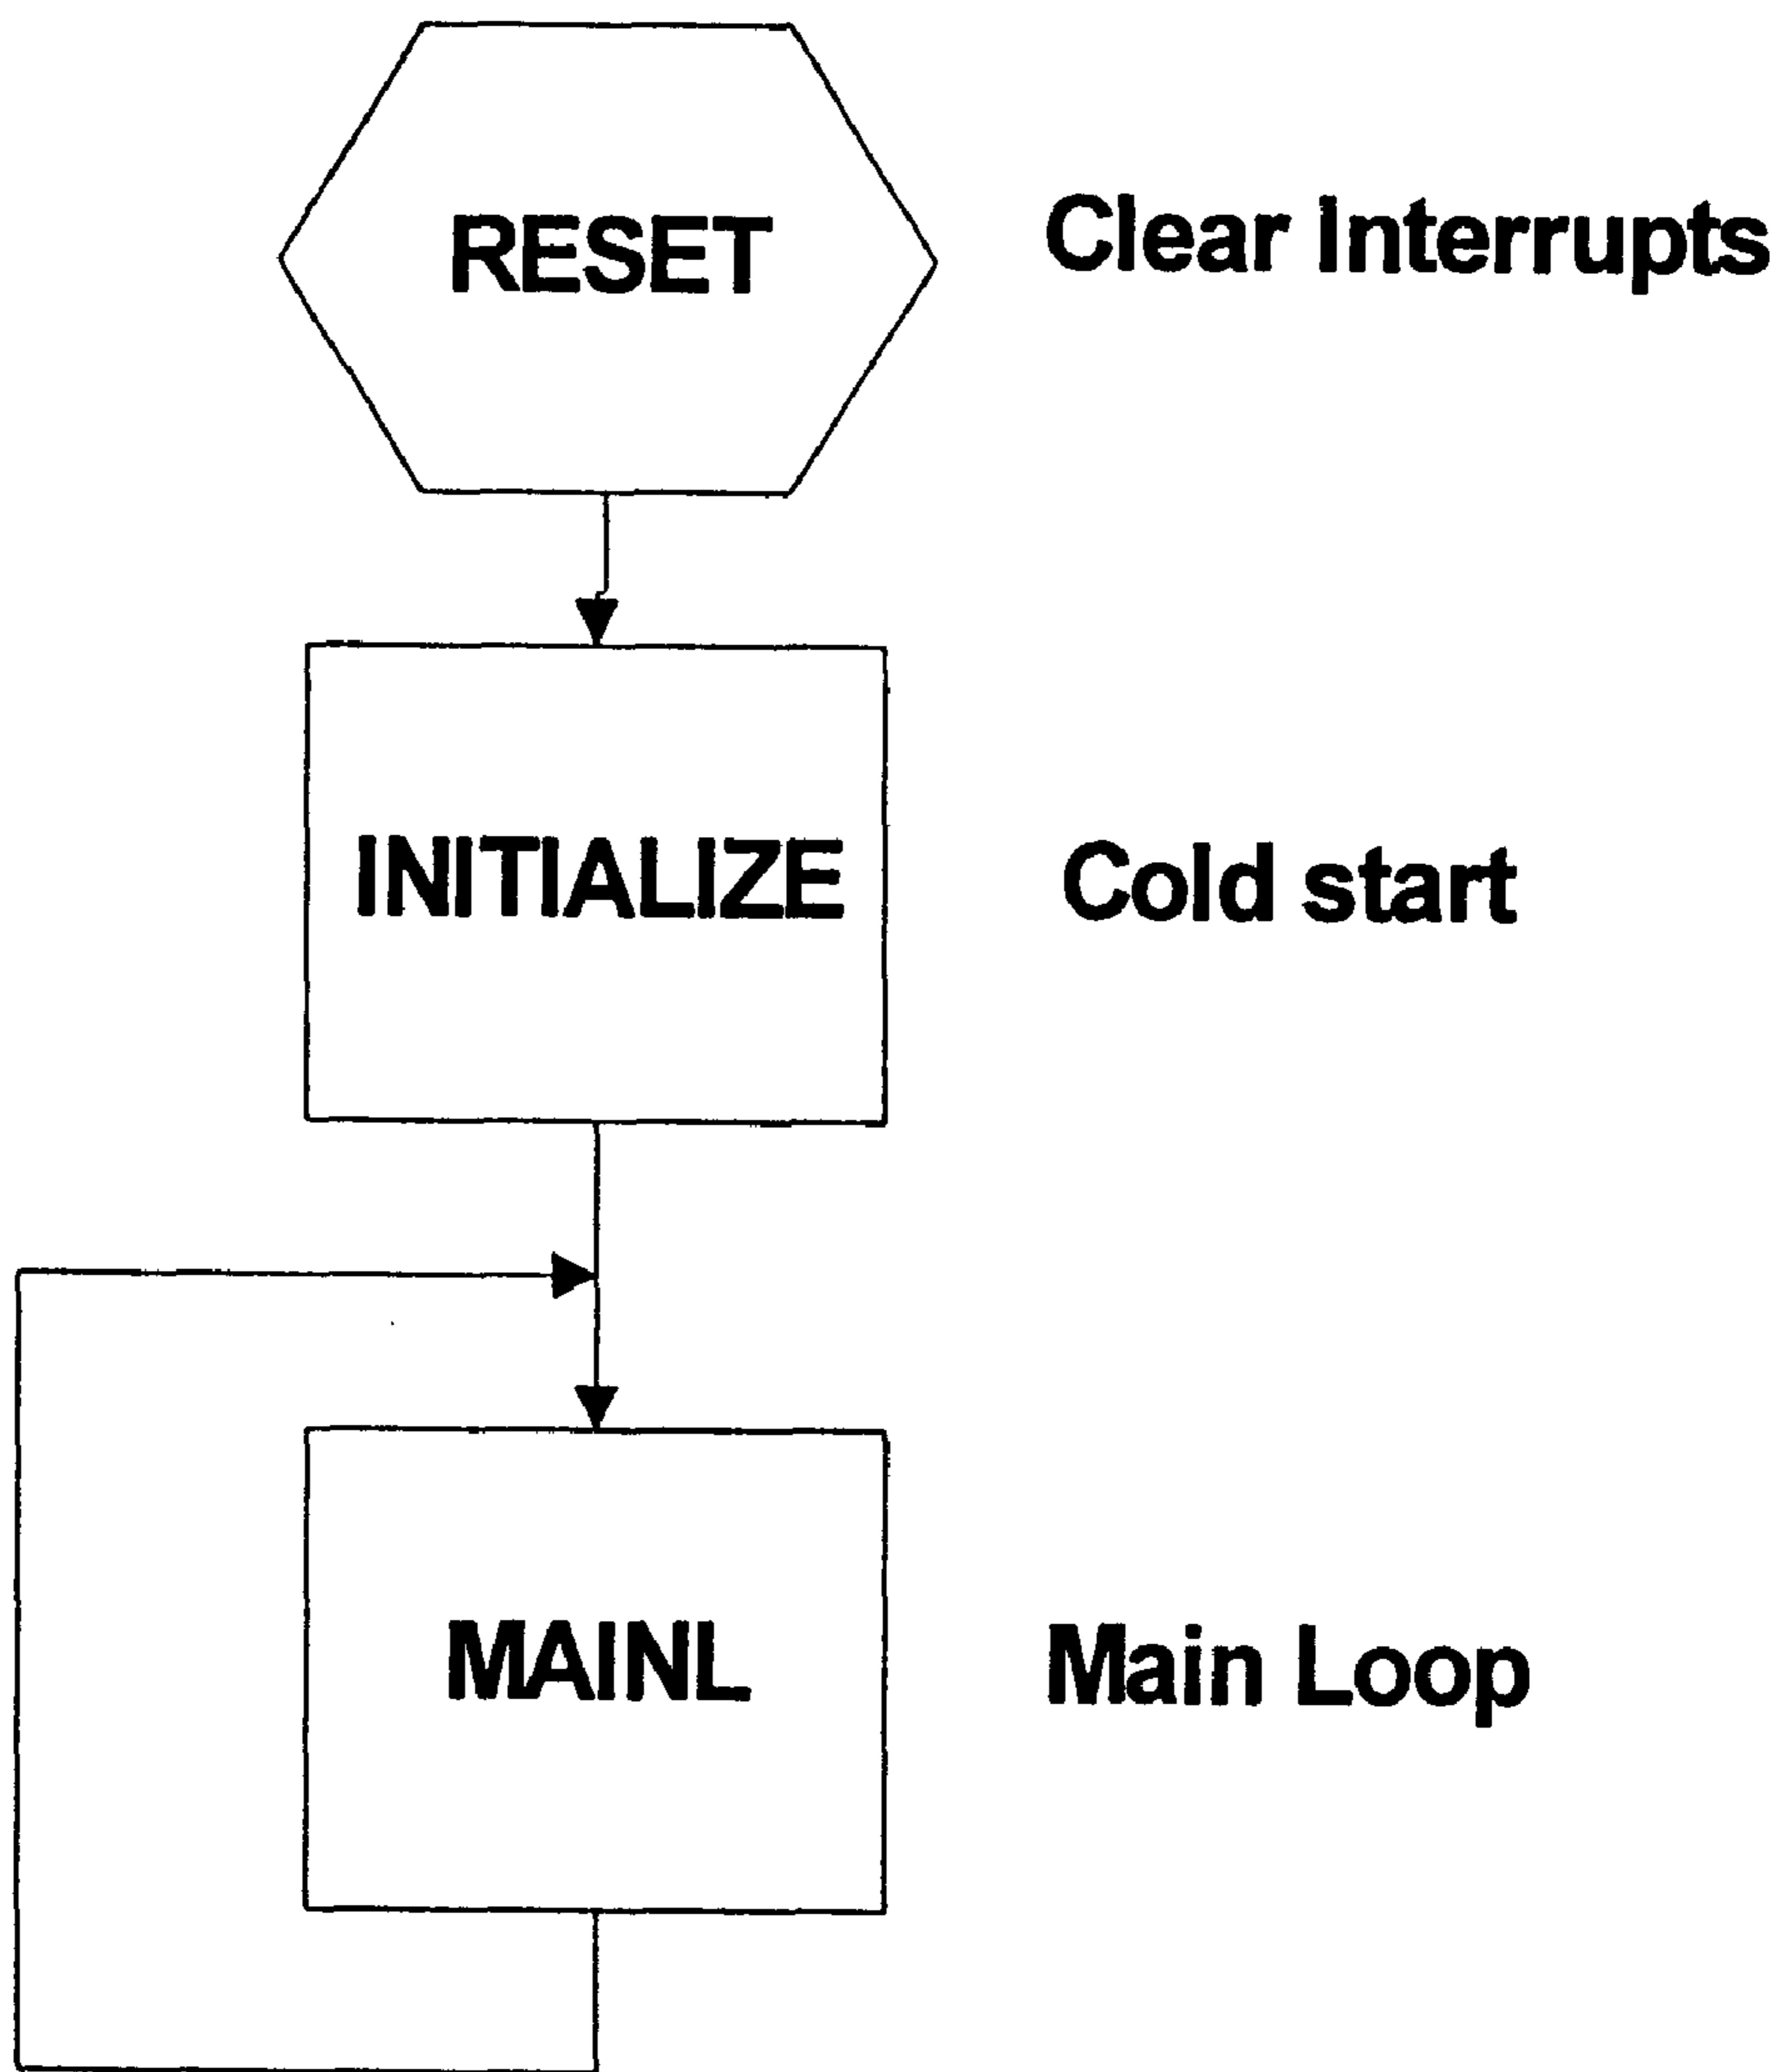 RESET
Clear Interrupts
INITIALIZE
Cold start
MAINL
Main Loop